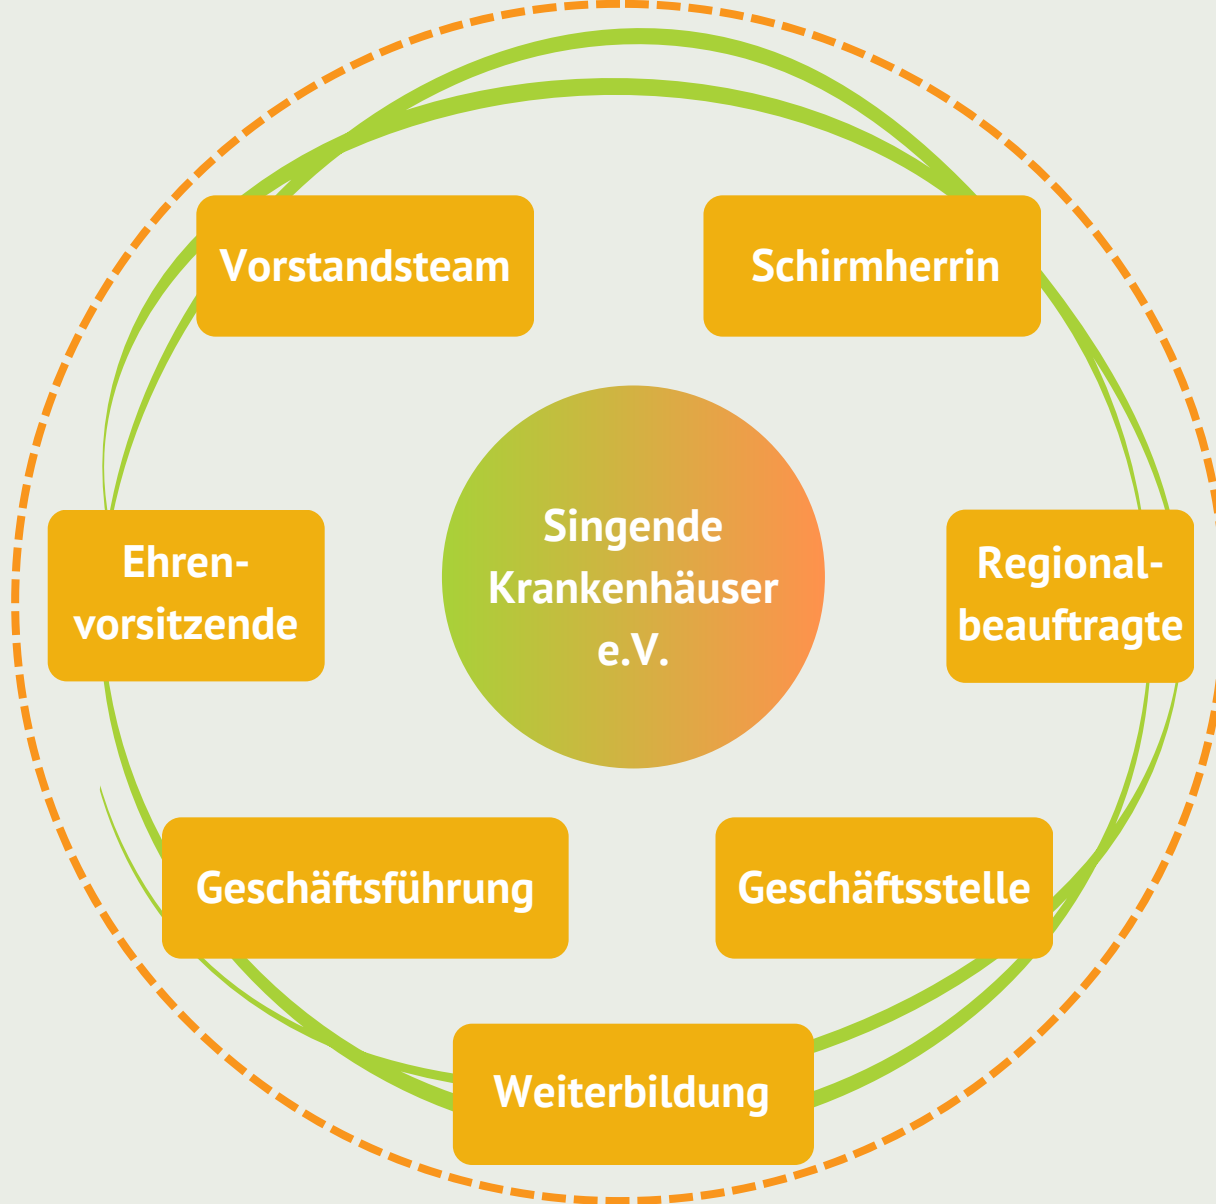 Vorstandsteam
Schirmherrin
Singende
Krankenhäuser
e.V.
Ehren-
vorsitzende
Regional-
beauftragte
Geschäftsführung
Geschäftsstelle
Weiterbildung